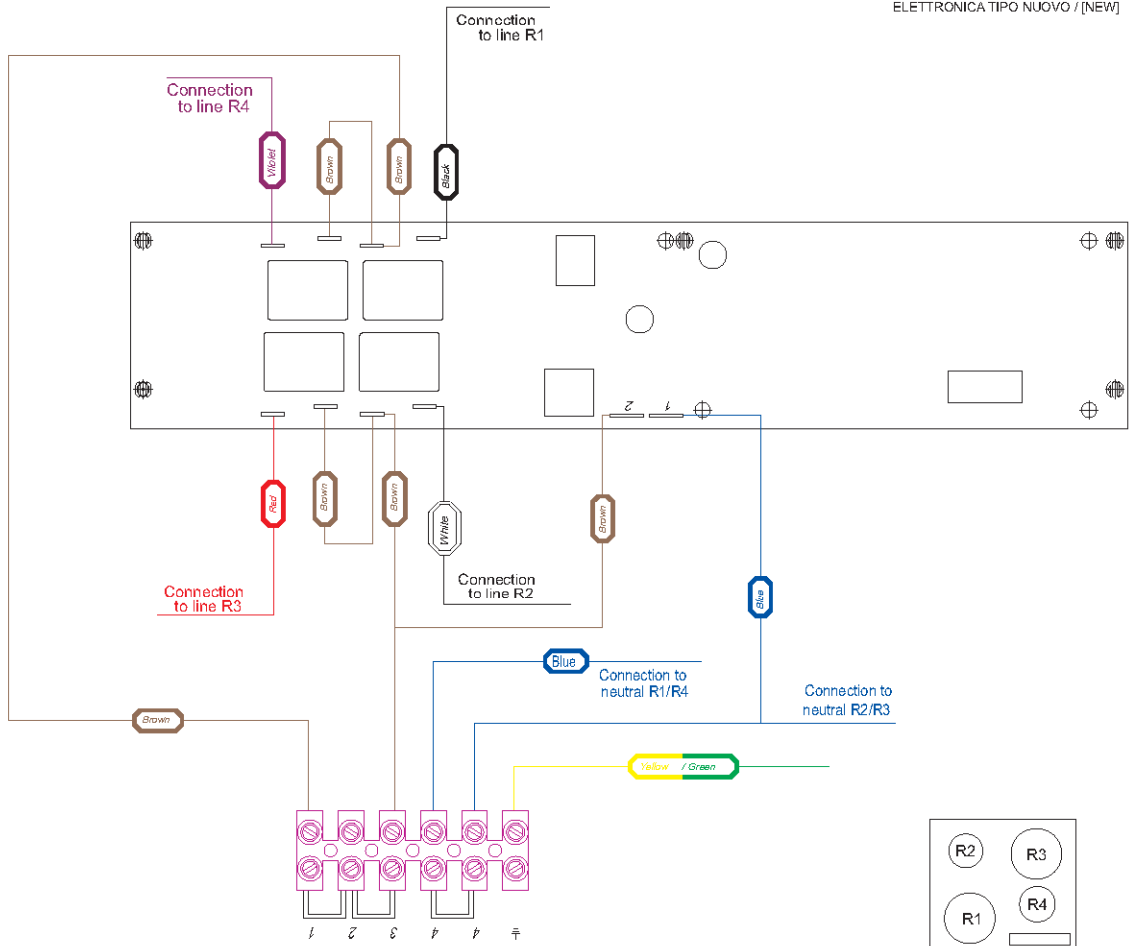 ELETTRONICA TIPO NUOVO / [NEW]
Connection
to line R1
Connection
to line R4
Vilolet
Brown
Brown
Black
2
1
Red
Brown
Brown
White
Brown
Connection
to line R2
Connection
to line R3
Blue
Blue
Connection to
neutral R1/R4
Connection to
neutral R2/R3
Brown
Yellow / Green
R2
R3
R1
R4
1 2 3 4 4